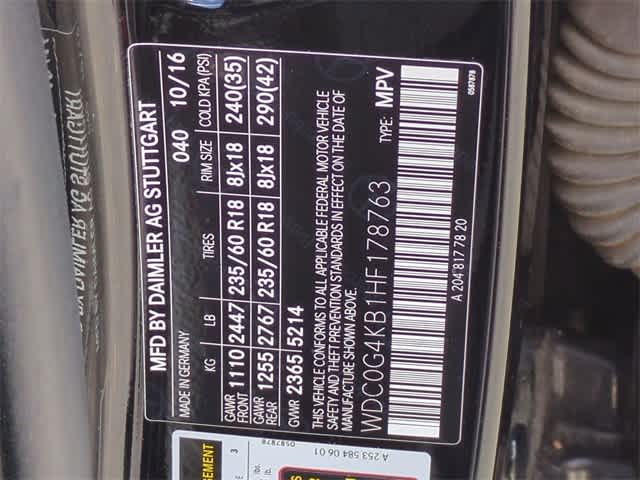 MFD BY DAIMLER AG STUTTGART
MADE IN GERMANY 040 10/16
KG LB TIRES RIM SIZE COLD KPA (PSI)
GAWR FRONT 1110 2447 235/60 R18 8Jx18 240(35)
GAWR REAR 1255 2767 235/60 R18 8Jx18 290(42)
GVWR 2365 5214
THIS VEHICLE CONFORMS TO ALL APPLICABLE FEDERAL MOTOR VEHICLE
SAFETY AND THEFT PREVENTION STANDARDS IN EFFECT ON THE DATE OF
MANUFACTURE SHOWN ABOVE.
WDC0G4KB1HF178763 TYPE: MPV
A 204 817 78 20
0587878
0587878
A 253 584 06 01
3